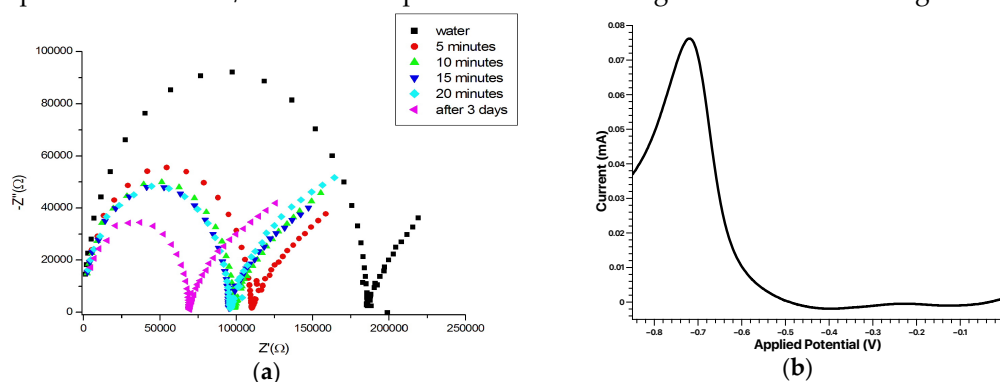 water
5 minutes
10 minutes
15 minutes
20 minutes
after 3 days
100000
80000
60000
40000
20000
0
-Z'(Ω)
0
50000
100000
150000
200000
250000
Z'(Ω)
(a)
0.08
0.07
0.06
0.05
0.04
0.03
0.02
0.01
0
Current (mA)
−0.8
−0.7
−0.6
−0.5
−0.4
−0.3
−0.2
−0.1
Applied Potential (V)
(b)